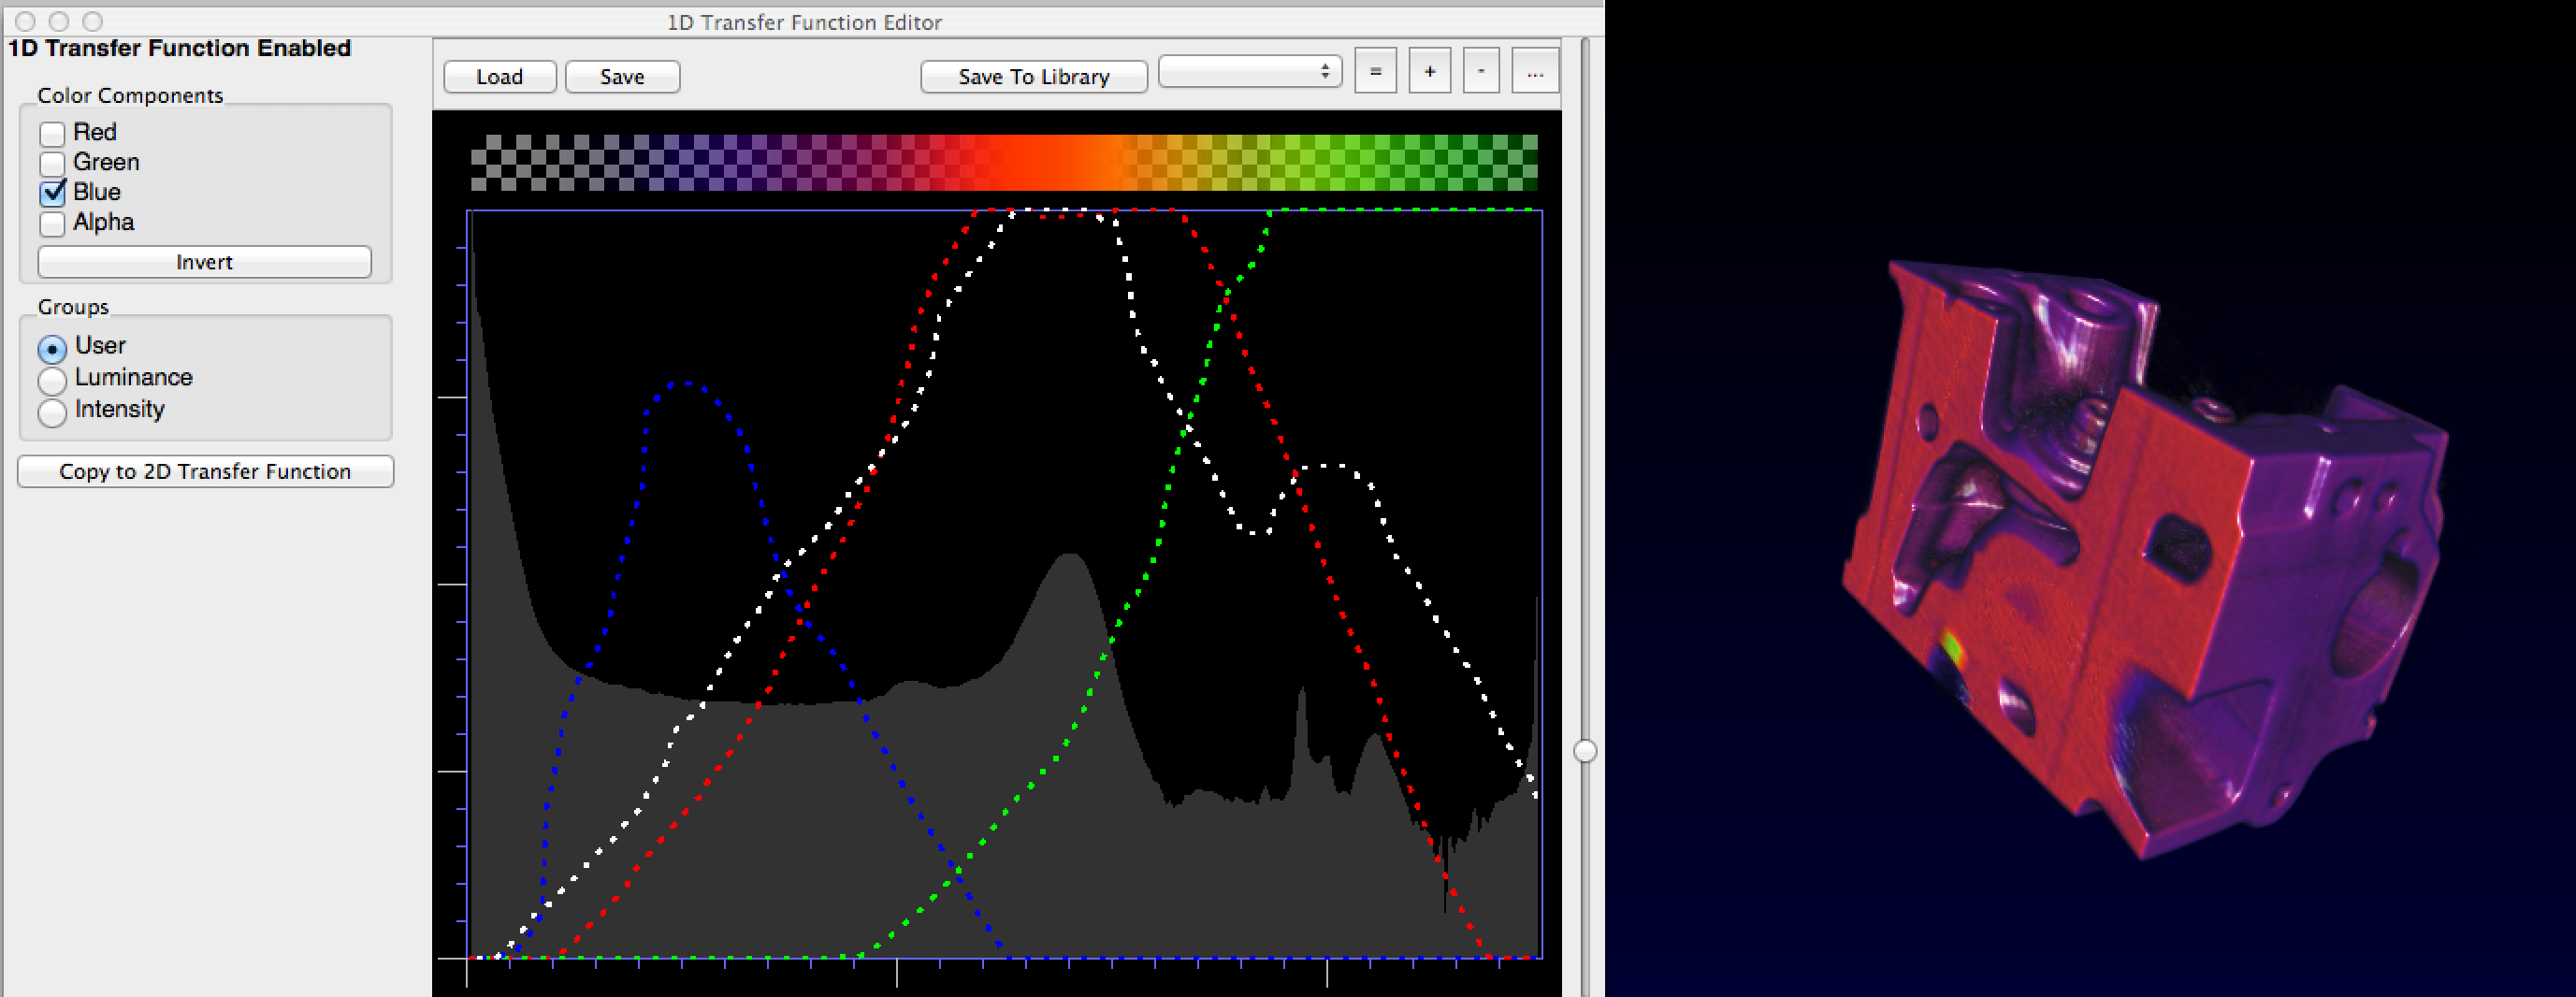 1D Transfer Function Editor
1D Transfer Function Enabled
Color Components
Red
Green
Blue
Alpha
Invert
Groups
User
Luminance
Intensity
Copy to 2D Transfer Function
Load Save Save To Library = + - ...